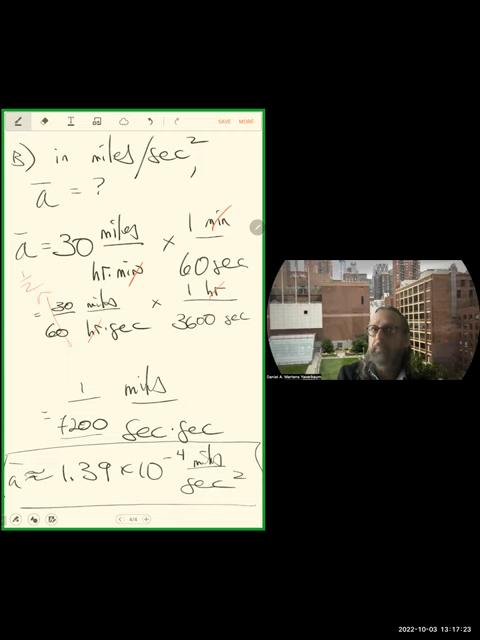 SAVE MORE
B) in miles/sec²,
a̅ = ?
a̅ = 30 miles/hr·min × 1 min/60 sec
1/2
= 30/60 miles/hr·sec × 1 hr/3600 sec
= 1/7200 miles/sec·sec
a̅ ≈ 1.39 × 10⁻⁴ miles/sec²
4/4
Daniel A. Martens Yaverbaum
2022-10-03 13:17:23